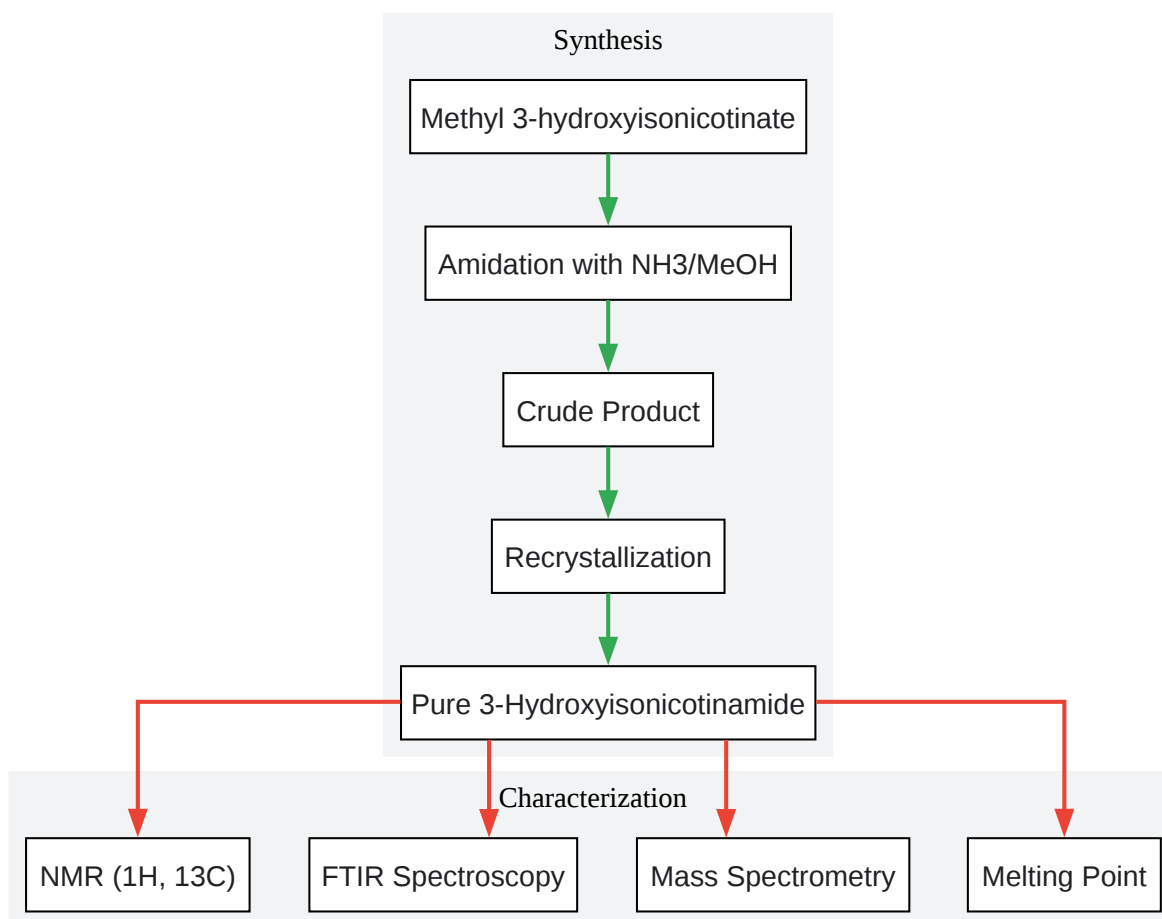 Synthesis
Methyl 3-hydroxyisonicotinate
Amidation with NH3/MeOH
Crude Product
Recrystallization
Pure 3-Hydroxyisonicotinamide
Characterization
NMR (1H, 13C)
FTIR Spectroscopy
Mass Spectrometry
Melting Point